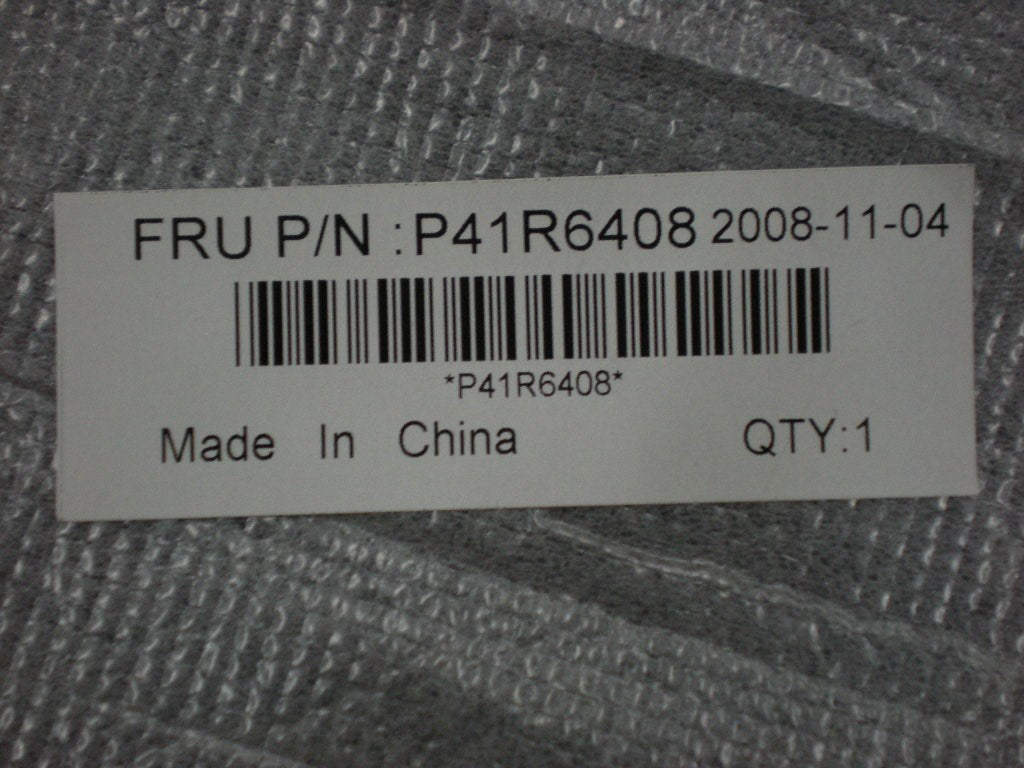 FRU P/N :P41R6408 2008-11-04
*P41R6408*
Made In China QTY:1